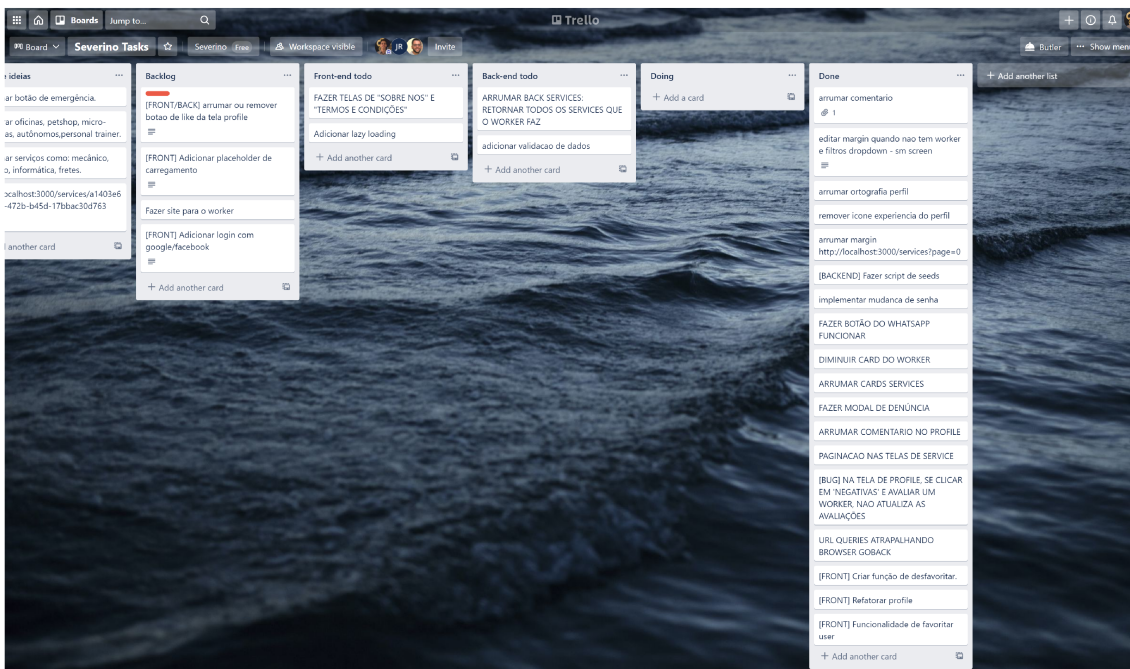 Boards
Jump to...
Trello
Board
Severino Tasks
Severino Free
Workspace visible
JR
Invite
Butler
... Show menu
ideias
...
botão de emergência.
oficinas, petshop, micro-
autônomos,personal trainer.
serviços como: mecânico,
informática, fretes.
ocalhost:3000/services/a1403e6
-472b-b45d-17bbac30d763
another card
Backlog
...
[FRONT/BACK] arrumar ou remover
botao de like da tela profile
[FRONT] Adicionar placeholder de
carregamento
Fazer site para o worker
[FRONT] Adicionar login com
google/facebook
+ Add another card
Front-end todo
...
FAZER TELAS DE "SOBRE NOS" E
"TERMOS E CONDIÇÕES"
Adicionar lazy loading
+ Add another card
Back-end todo
...
ARRUMAR BACK SERVICES:
RETORNAR TODOS OS SERVICES QUE
O WORKER FAZ
adicionar validacao de dados
+ Add another card
Doing
...
+ Add a card
Done
...
arrumar comentario
1
editar margin quando nao tem worker
e filtros dropdown - sm screen
arrumar ortografia perfil
remover icone experiencia do perfil
arrumar margin
http://localhost:3000/services?page=0
[BACKEND] Fazer script de seeds
implementar mudanca de senha
FAZER BOTÃO DO WHATSAPP
FUNCIONAR
DIMINUIR CARD DO WORKER
ARRUMAR CARDS SERVICES
FAZER MODAL DE DENÚNCIA
ARRUMAR COMENTARIO NO PROFILE
PAGINACAO NAS TELAS DE SERVICE
[BUG] NA TELA DE PROFILE, SE CLICAR
EM 'NEGATIVAS' E AVALIAR UM
WORKER, NAO ATUALIZA AS
AVALIAÇÕES
URL QUERIES ATRAPALHANDO
BROWSER GOBACK
[FRONT] Criar função de desfavoritar.
[FRONT] Refatorar profile
[FRONT] Funcionalidade de favoritar
user
+ Add another card
+ Add another list